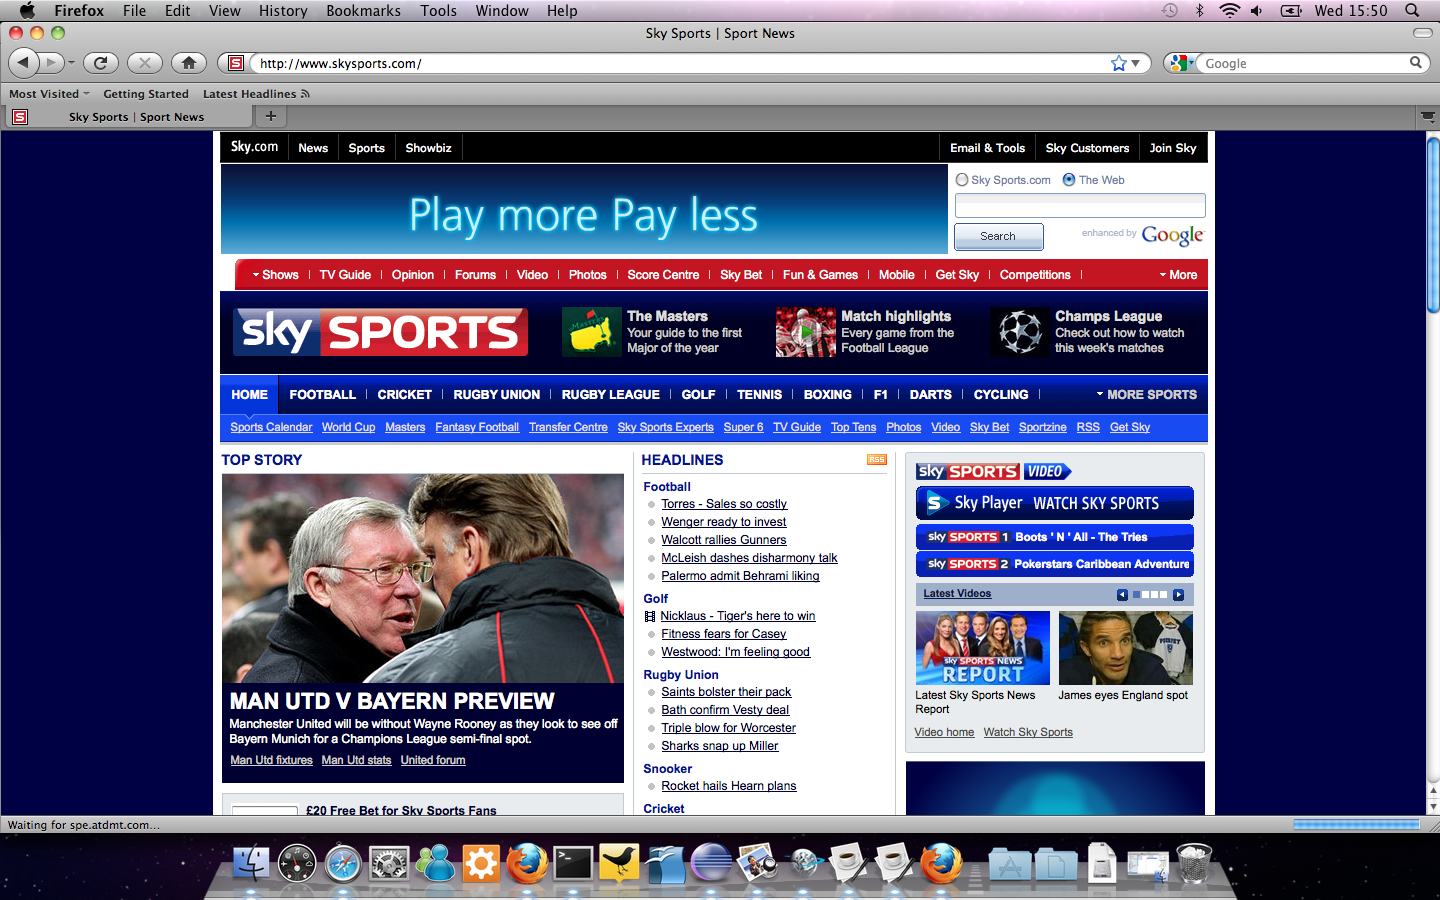 Firefox File Edit View History Bookmarks Tools Window Help
Wed 15:50
Sky Sports | Sport News
http://www.skysports.com/
Google
Most Visited
Getting Started
Latest Headlines
Sky Sports | Sport News
Sky.com
News
Sports
Showbiz
Email & Tools
Sky Customers
Join Sky
Play more Pay less
Sky Sports.com
The Web
Search
enhanced by Google
Shows
TV Guide
Opinion
Forums
Video
Photos
Score Centre
Sky Bet
Fun & Games
Mobile
Get Sky
Competitions
More
sky SPORTS
The Masters
Your guide to the first
Major of the year
Match highlights
Every game from the
Football League
Champs League
Check out how to watch
this week's matches
HOME
FOOTBALL
CRICKET
RUGBY UNION
RUGBY LEAGUE
GOLF
TENNIS
BOXING
F1
DARTS
CYCLING
MORE SPORTS
Sports Calendar
World Cup
Masters
Fantasy Football
Transfer Centre
Sky Sports Experts
Super 6
TV Guide
Top Tens
Photos
Video
Sky Bet
Sportzine
RSS
Get Sky
TOP STORY
MAN UTD V BAYERN PREVIEW
Manchester United will be without Wayne Rooney as they look to see off
Bayern Munich for a Champions League semi-final spot.
Man Utd fixtures
Man Utd stats
United forum
£20 Free Bet for Sky Sports Fans
HEADLINES
RSS
Football
Torres - Sales so costly
Wenger ready to invest
Walcott rallies Gunners
McLeish dashes disharmony talk
Palermo admit Behrami liking
Golf
Nicklaus - Tiger's here to win
Fitness fears for Casey
Westwood: I'm feeling good
Rugby Union
Saints bolster their pack
Bath confirm Vesty deal
Triple blow for Worcester
Sharks snap up Miller
Snooker
Rocket hails Hearn plans
Cricket
sky SPORTS VIDEO
Sky Player WATCH SKY SPORTS
sky SPORTS 1 Boots ' N ' All - The Tries
sky SPORTS 2 Pokerstars Caribbean Adventure
Latest Videos
sky SPORTS NEWS
REPORT
Latest Sky Sports News
Report
James eyes England spot
Video home
Watch Sky Sports
Waiting for spe.atdmt.com...